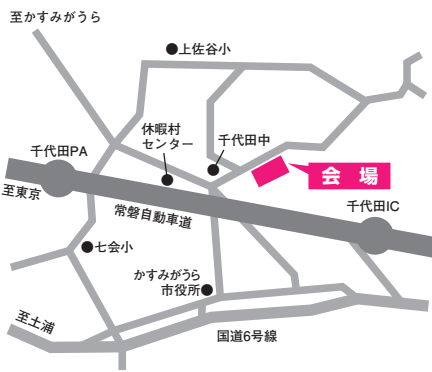 至かすみがうら
上佐谷小
休暇村
センター
千代田中
千代田PA
会場
至東京
千代田IC
常磐自動車道
七会小
かすみがうら
市役所
至土浦
国道6号線